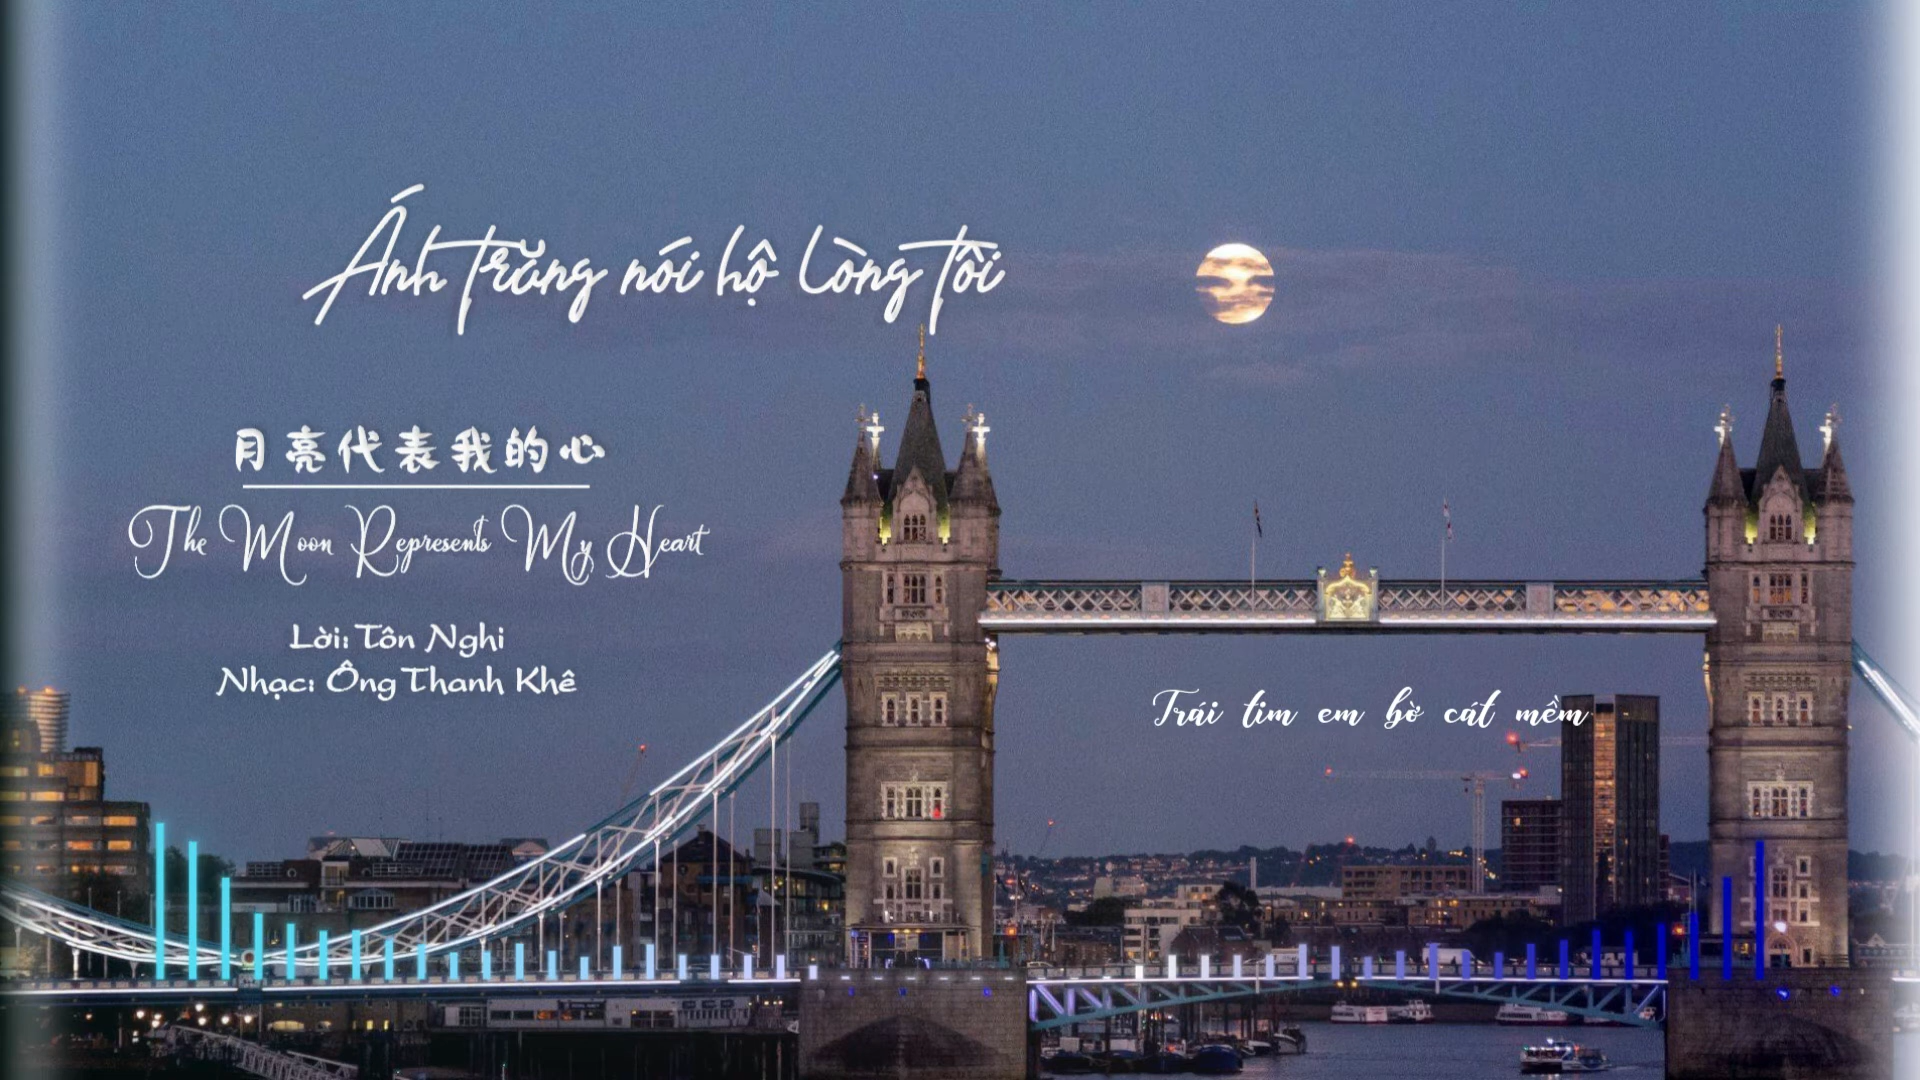 Ánh trăng nói hộ lòng tôi
月亮代表我的心
The Moon Represents My Heart
Lời: Tôn Nghi
Nhạc: Ông Thanh Khê
Trái tim em bờ cát mềm